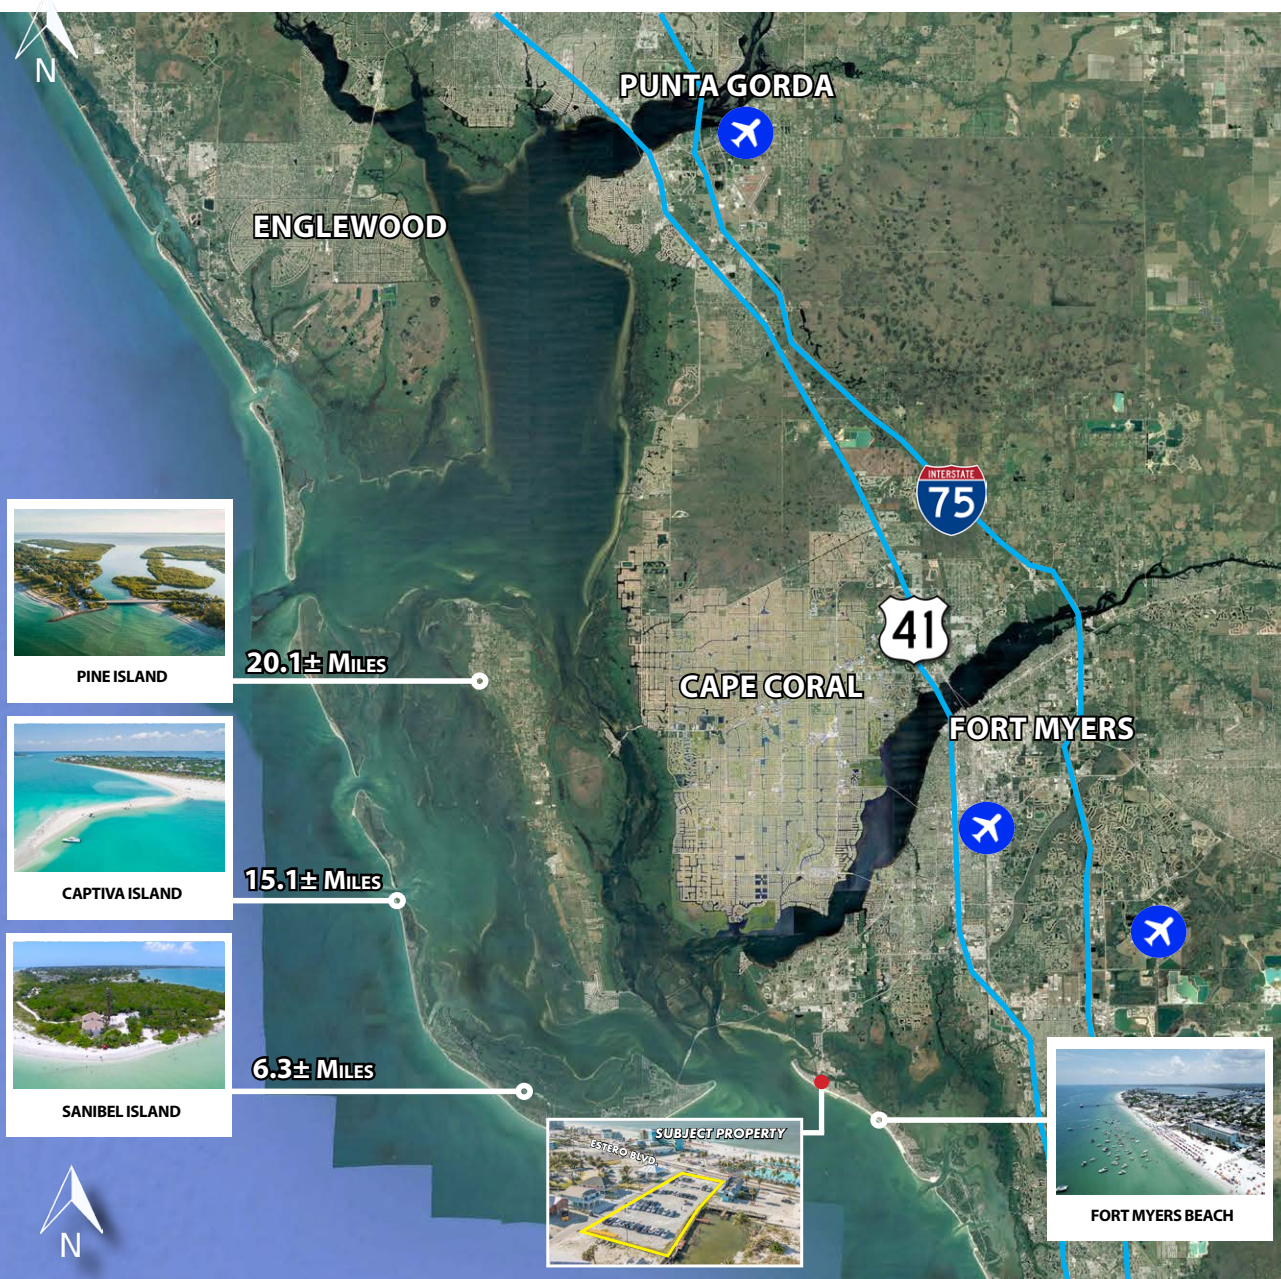 N
PUNTA GORDA
ENGLEWOOD
INTERSTATE
75
41
20.1± MILES
PINE ISLAND
CAPE CORAL
FORT MYERS
15.1± MILES
CAPTIVA ISLAND
6.3± MILES
SANIBEL ISLAND
SUBJECT PROPERTY
ESTERO BLVD.
FORT MYERS BEACH
N